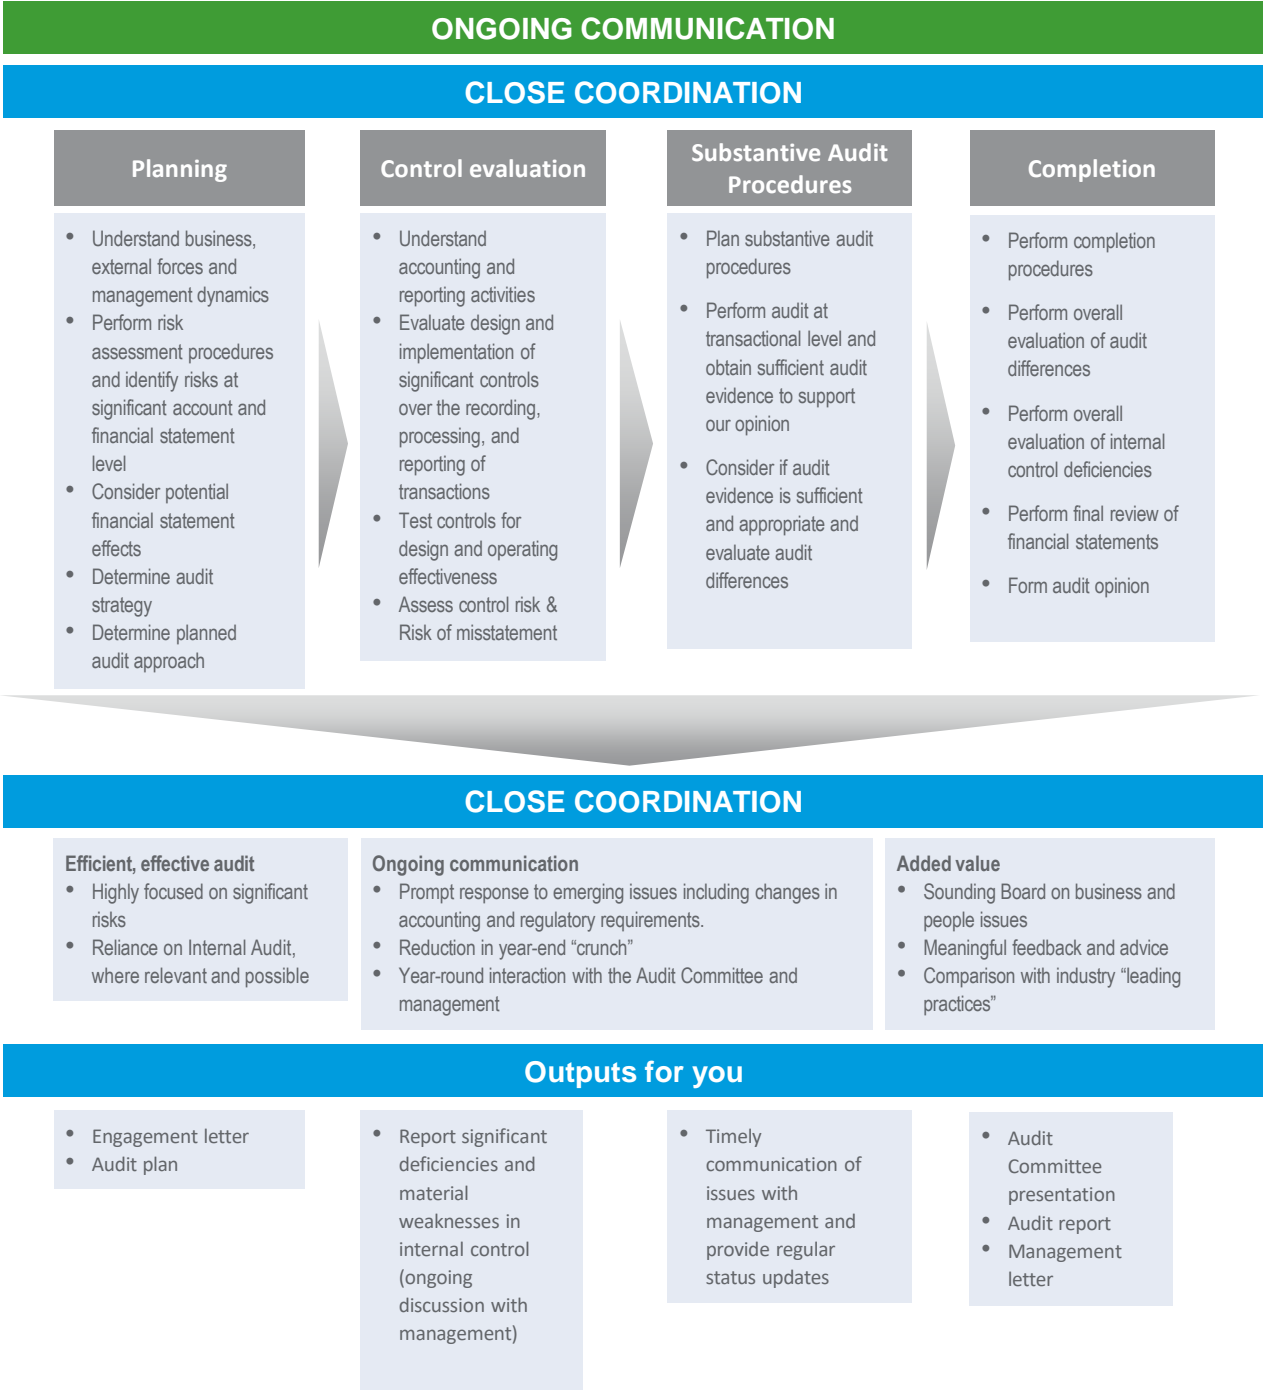 ONGOING COMMUNICATION
CLOSE COORDINATION
Planning
• Understand business,
external forces and
management dynamics
• Perform risk
assessment procedures
and identify risks at
significant account and
financial statement
level
• Consider potential
financial statement
effects
• Determine audit
strategy
• Determine planned
audit approach
Control evaluation
• Understand
accounting and
reporting activities
• Evaluate design and
implementation of
significant controls
over the recording,
processing, and
reporting of
transactions
• Test controls for
design and operating
effectiveness
• Assess control risk &
Risk of misstatement
Substantive Audit
Procedures
• Plan substantive audit
procedures
• Perform audit at
transactional level and
obtain sufficient audit
evidence to support
our opinion
• Consider if audit
evidence is sufficient
and appropriate and
evaluate audit
differences
Completion
• Perform completion
procedures
• Perform overall
evaluation of audit
differences
• Perform overall
evaluation of internal
control deficiencies
• Perform final review of
financial statements
• Form audit opinion
CLOSE COORDINATION
Efficient, effective audit
• Highly focused on significant
risks
• Reliance on Internal Audit,
where relevant and possible
Ongoing communication
• Prompt response to emerging issues including changes in
accounting and regulatory requirements.
• Reduction in year-end “crunch”
• Year-round interaction with the Audit Committee and
management
Added value
• Sounding Board on business and
people issues
• Meaningful feedback and advice
• Comparison with industry “leading
practices”
Outputs for you
• Engagement letter
• Audit plan
• Report significant
deficiencies and
material
weaknesses in
internal control
(ongoing
discussion with
management)
• Timely
communication of
issues with
management and
provide regular
status updates
• Audit
Committee
presentation
• Audit report
• Management
letter